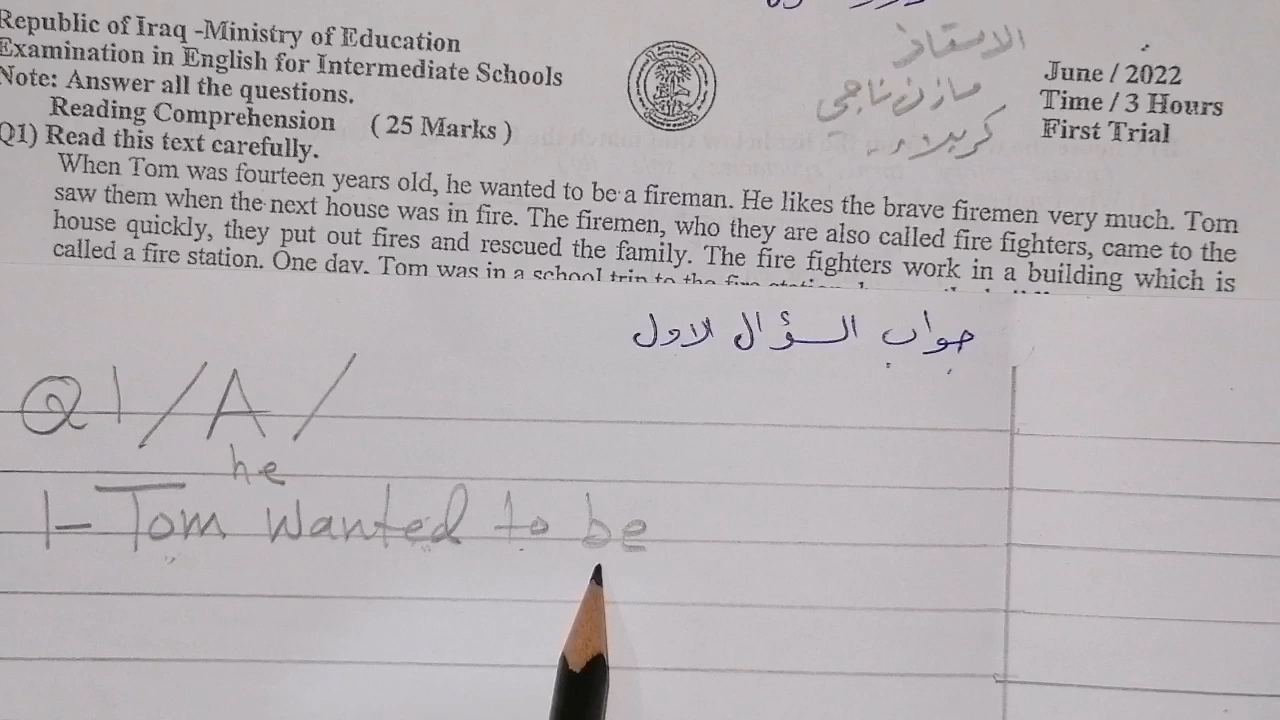 Republic of Iraq -Ministry of Education
Examination in English for Intermediate Schools
Note: Answer all the questions.
Reading Comprehension ( 25 Marks )
Q1) Read this text carefully.
الاستاذ
مازن ناجي
كربلاء
June / 2022
Time / 3 Hours
First Trial
When Tom was fourteen years old, he wanted to be a fireman. He likes the brave firemen very much. Tom
saw them when the next house was in fire. The firemen, who they are also called fire fighters, came to the
house quickly, they put out fires and rescued the family. The fire fighters work in a building which is
called a fire station. One day. Tom was in a school trip to the fire station
جواب السؤال الاول
Q1/A/
he
1- Tom wanted to be